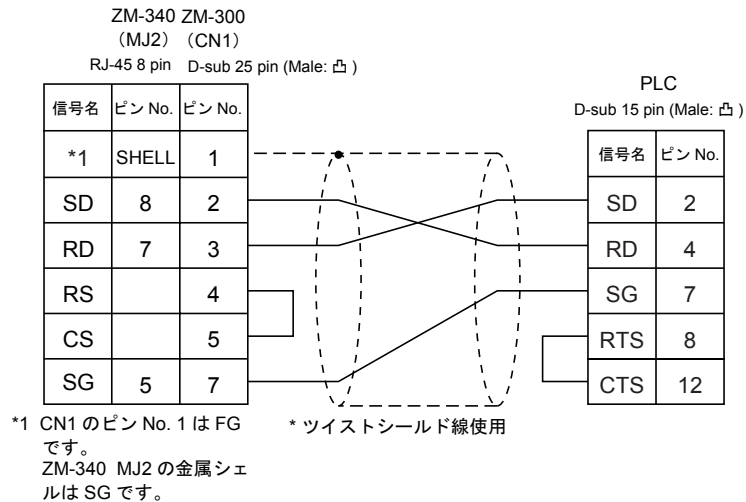 ZM-340 ZM-300
（MJ2）（CN1）
RJ-45 8 pin D-sub 25 pin (Male: 凸 )
信号名 ピン No. ピン No.
*1 SHELL 1
SD 8 2
RD 7 3
RS 4
CS 5
SG 5 7
PLC
D-sub 15 pin (Male: 凸 )
信号名 ピン No.
SD 2
RD 4
SG 7
RTS 8
CTS 12
*1 CN1 のピン No. 1 は FG
です。
ZM-340 MJ2 の金属シェ
ルは SG です。
* ツイストシールド線使用